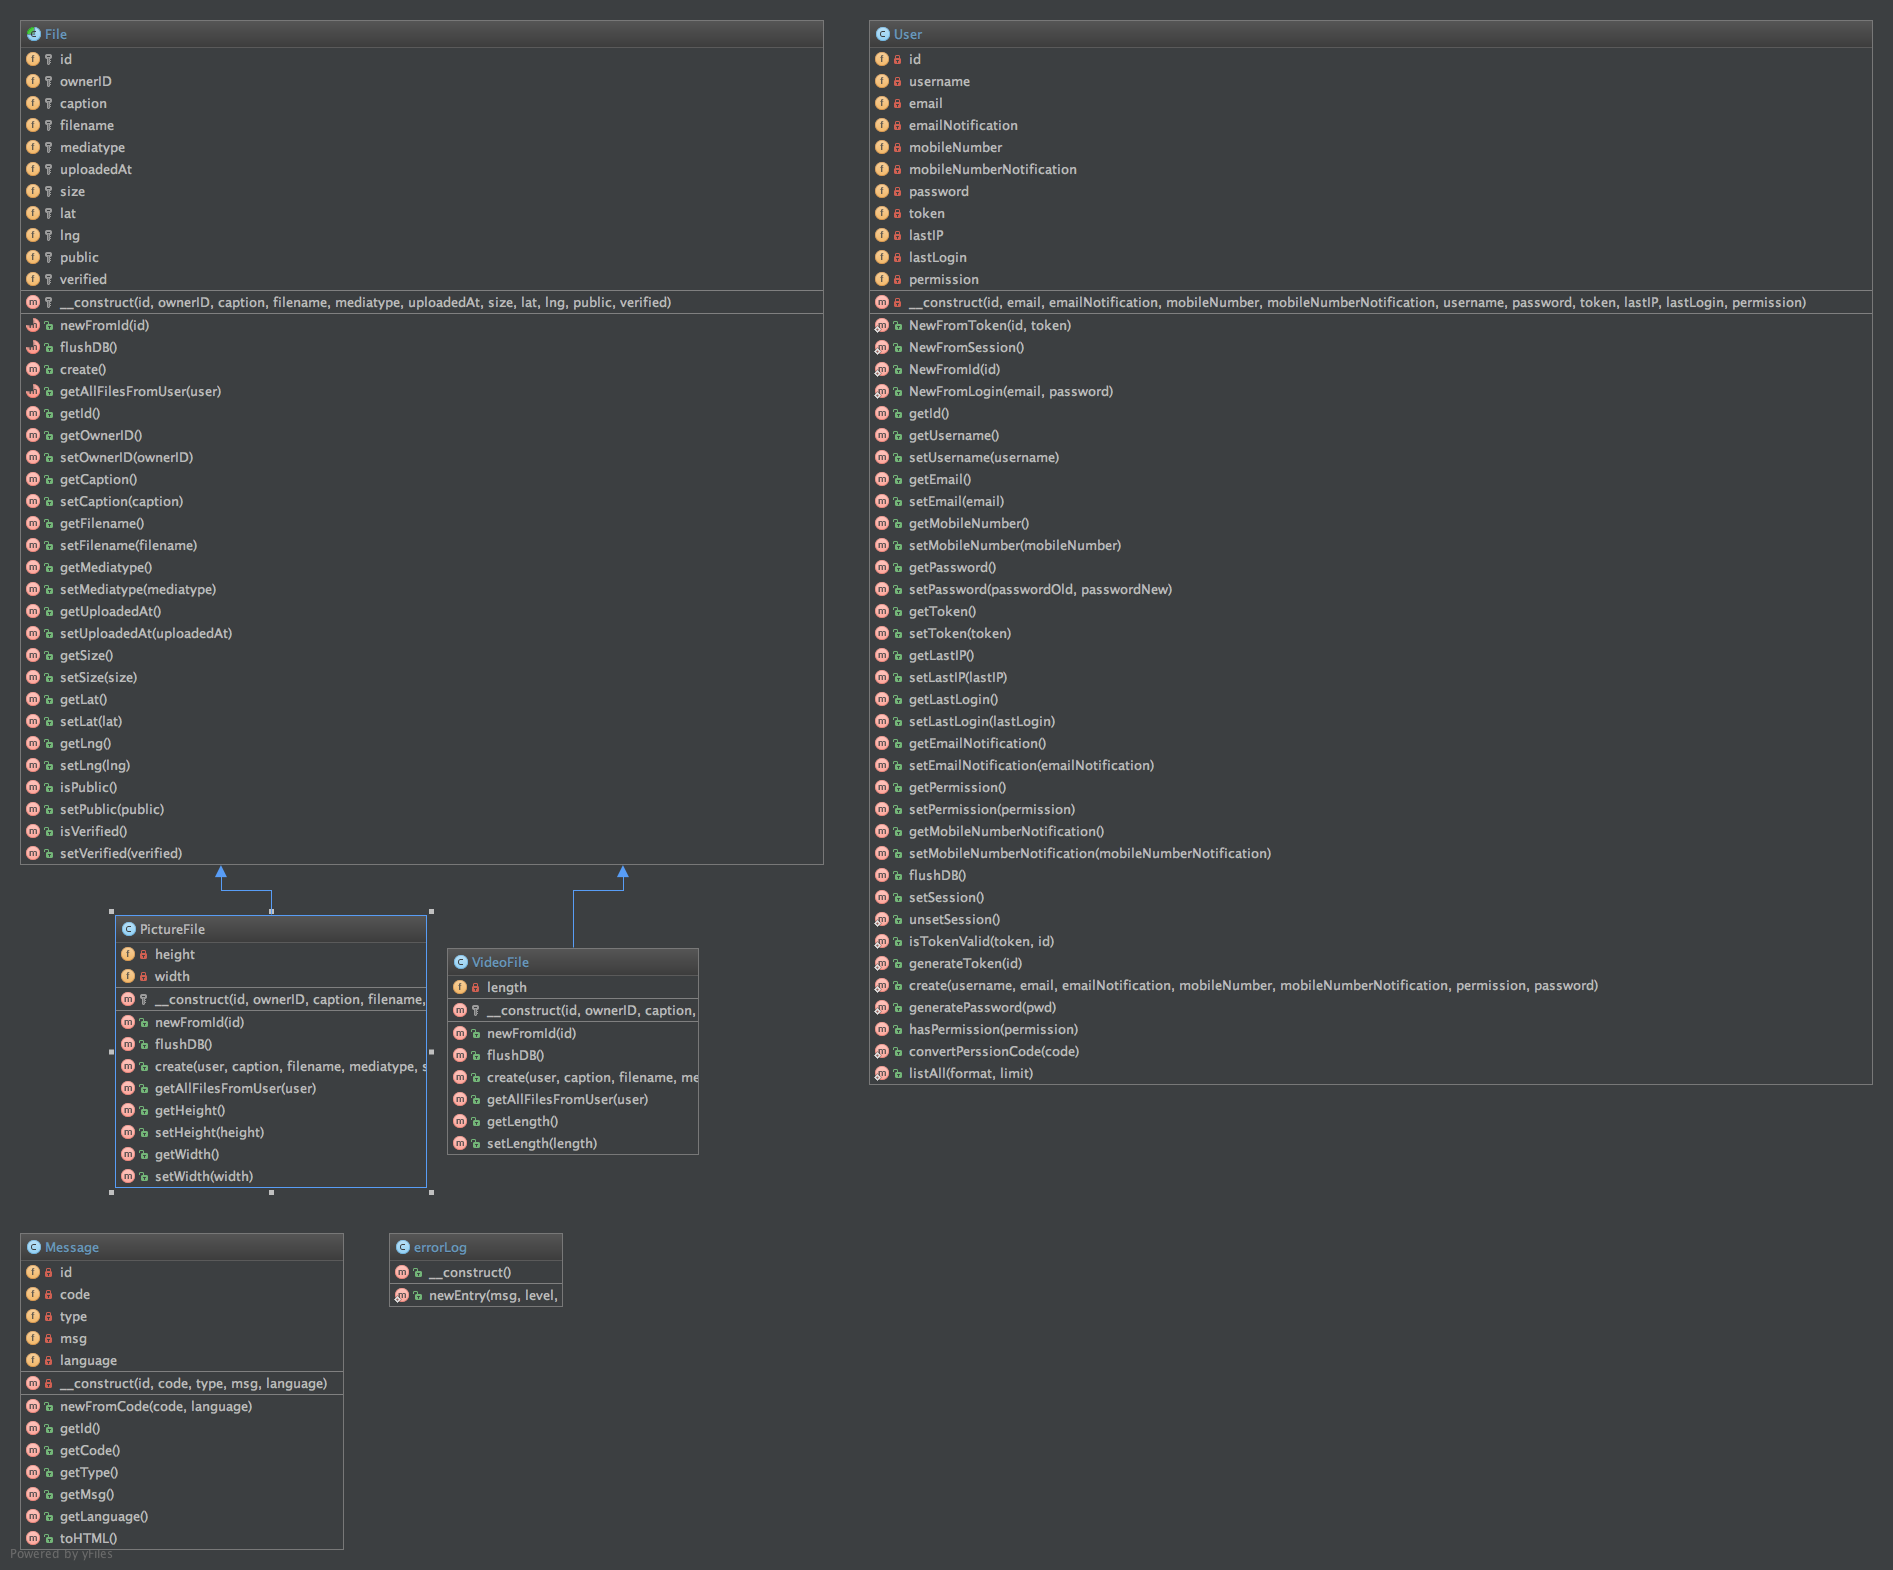 File
id
ownerID
caption
filename
mediatype
uploadedAt
size
lat
lng
public
verified
__construct(id, ownerID, caption, filename, mediatype, uploadedAt, size, lat, lng, public, verified)
newFromId(id)
flushDB()
create()
getAllFilesFromUser(user)
getId()
getOwnerID()
setOwnerID(ownerID)
getCaption()
setCaption(caption)
getFilename()
setFilename(filename)
getMediatype()
setMediatype(mediatype)
getUploadedAt()
setUploadedAt(uploadedAt)
getSize()
setSize(size)
getLat()
setLat(lat)
getLng()
setLng(lng)
isPublic()
setPublic(public)
isVerified()
setVerified(verified)
User
id
username
email
emailNotification
mobileNumber
mobileNumberNotification
password
token
lastIP
lastLogin
permission
__construct(id, email, emailNotification, mobileNumber, mobileNumberNotification, username, password, token, lastIP, lastLogin, permission)
NewFromToken(id, token)
NewFromSession()
NewFromId(id)
NewFromLogin(email, password)
getId()
getUsername()
setUsername(username)
getEmail()
setEmail(email)
getMobileNumber()
setMobileNumber(mobileNumber)
getPassword()
setPassword(passwordOld, passwordNew)
getToken()
setToken(token)
getLastIP()
setLastIP(lastIP)
getLastLogin()
setLastLogin(lastLogin)
getEmailNotification()
setEmailNotification(emailNotification)
getPermission()
setPermission(permission)
getMobileNumberNotification()
setMobileNumberNotification(mobileNumberNotification)
flushDB()
setSession()
unsetSession()
isTokenValid(token, id)
generateToken(id)
create(username, email, emailNotification, mobileNumber, mobileNumberNotification, permission, password)
generatePassword(pwd)
hasPermission(permission)
convertPerssionCode(code)
listAll(format, limit)
PictureFile
height
width
__construct(id, ownerID, caption, filename,
newFromId(id)
flushDB()
create(user, caption, filename, mediatype, s
getAllFilesFromUser(user)
getHeight()
setHeight(height)
getWidth()
setWidth(width)
VideoFile
length
__construct(id, ownerID, caption,
newFromId(id)
flushDB()
create(user, caption, filename, me
getAllFilesFromUser(user)
getLength()
setLength(length)
Message
id
code
type
msg
language
__construct(id, code, type, msg, language)
newFromCode(code, language)
getId()
getCode()
getType()
getMsg()
getLanguage()
toHTML()
errorLog
__construct()
newEntry(msg, level,
Powered by yFiles